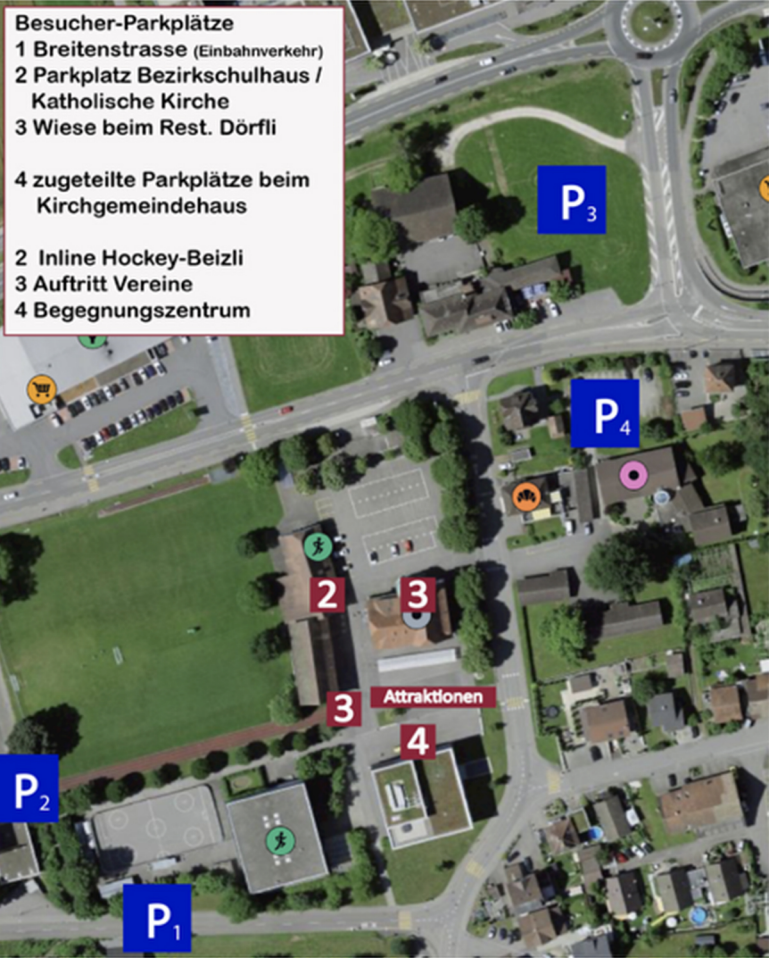 Besucher-Parkplätze
1 Breitenstrasse (Einbahnverkehr)
2 Parkplatz Bezirkschulhaus /
Katholische Kirche
3 Wiese beim Rest. Dörfli
4 zugeteilte Parkplätze beim
Kirchgemeindehaus
2 Inline Hockey-Beizli
3 Auftritt Vereine
4 Begegnungszentrum
P3
P4
2
3
3
Attraktionen
4
P2
P1